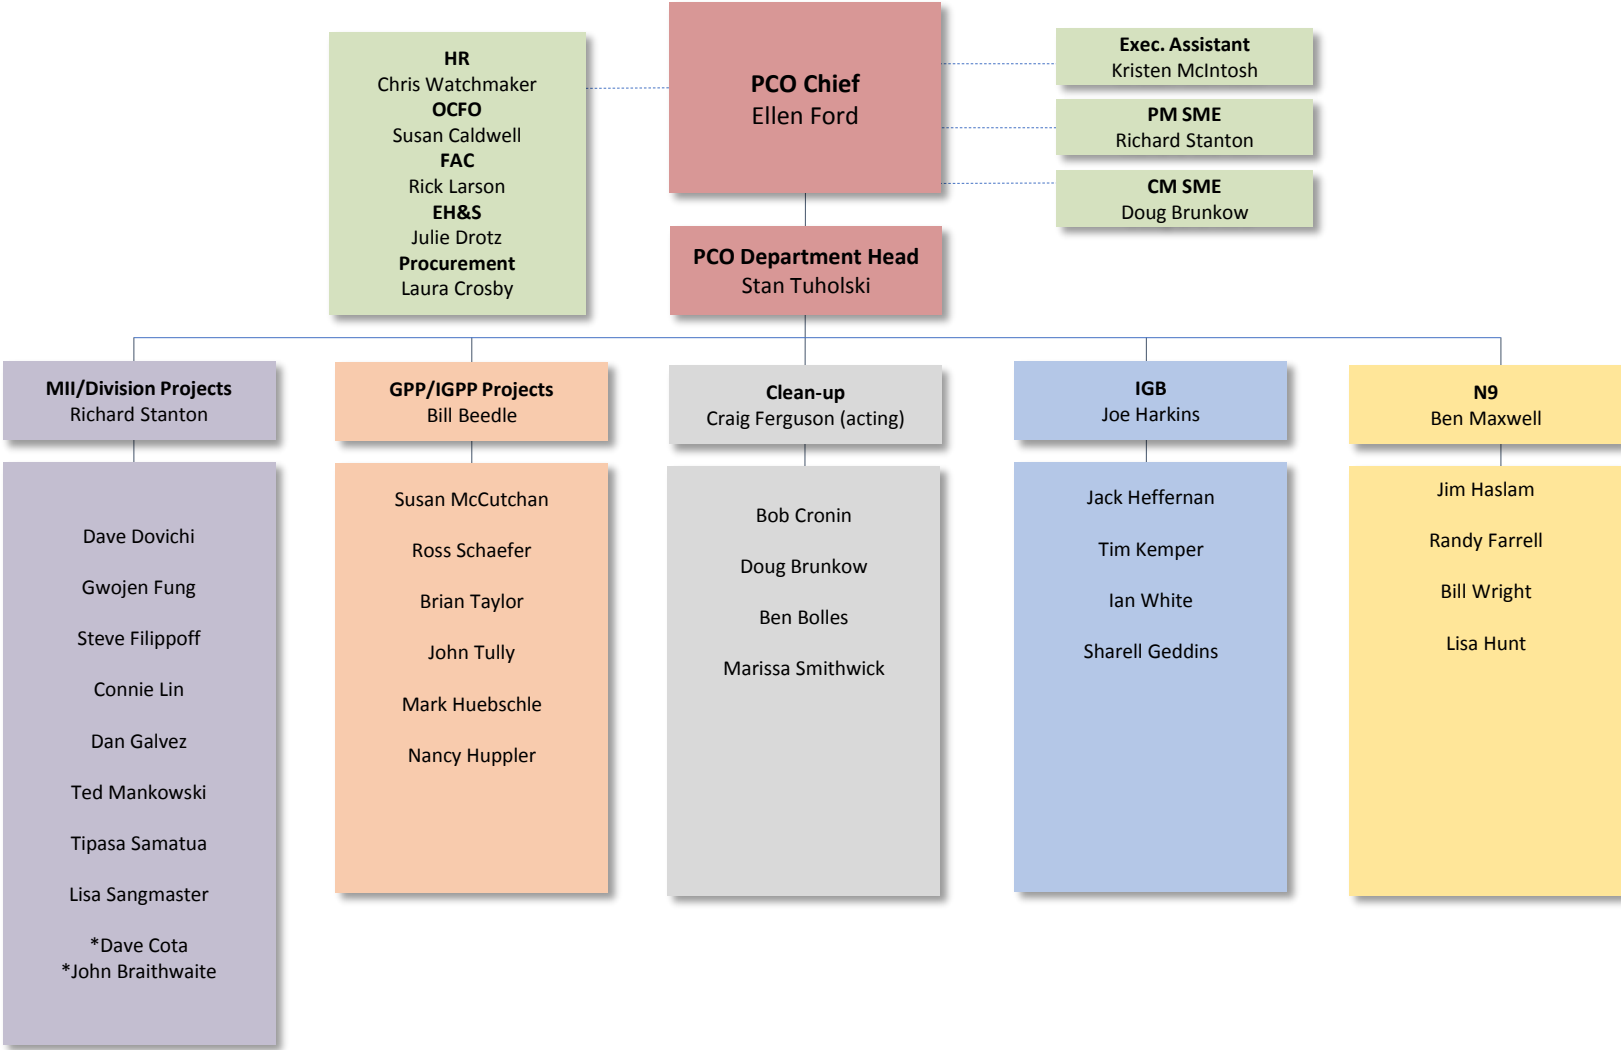 HR
Chris Watchmaker
OCFO
Susan Caldwell
FAC
Rick Larson
EH&S
Julie Drotz
Procurement
Laura Crosby
PCO Chief
Ellen Ford
Exec. Assistant
Kristen McIntosh
PM SME
Richard Stanton
CM SME
Doug Brunkow
PCO Department Head
Stan Tuholski
MII/Division Projects
Richard Stanton
Dave Dovichi
Gwojen Fung
Steve Filippoff
Connie Lin
Dan Galvez
Ted Mankowski
Tipasa Samatua
Lisa Sangmaster
*Dave Cota
*John Braithwaite
GPP/IGPP Projects
Bill Beedle
Susan McCutchan
Ross Schaefer
Brian Taylor
John Tully
Mark Huebschle
Nancy Huppler
Clean-up
Craig Ferguson (acting)
Bob Cronin
Doug Brunkow
Ben Bolles
Marissa Smithwick
IGB
Joe Harkins
Jack Heffernan
Tim Kemper
Ian White
Sharell Geddins
N9
Ben Maxwell
Jim Haslam
Randy Farrell
Bill Wright
Lisa Hunt